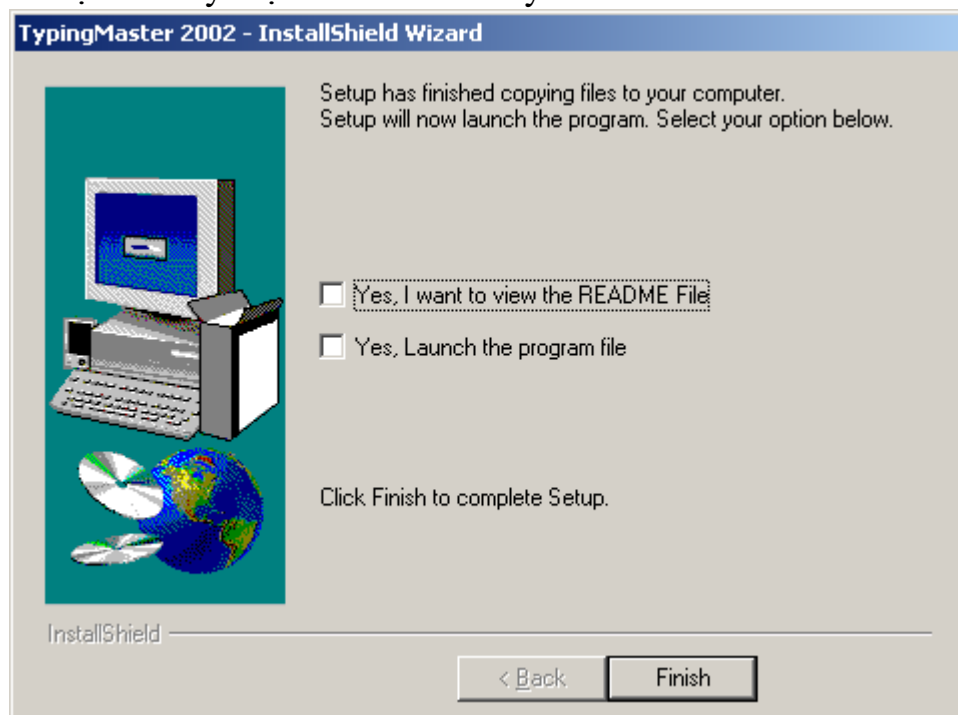 TypingMaster 2002 - InstallShield Wizard
Setup has finished copying files to your computer.
Setup will now launch the program. Select your option below.
Yes, I want to view the README File
Yes, Launch the program file
Click Finish to complete Setup.
InstallShield
< Back
Finish